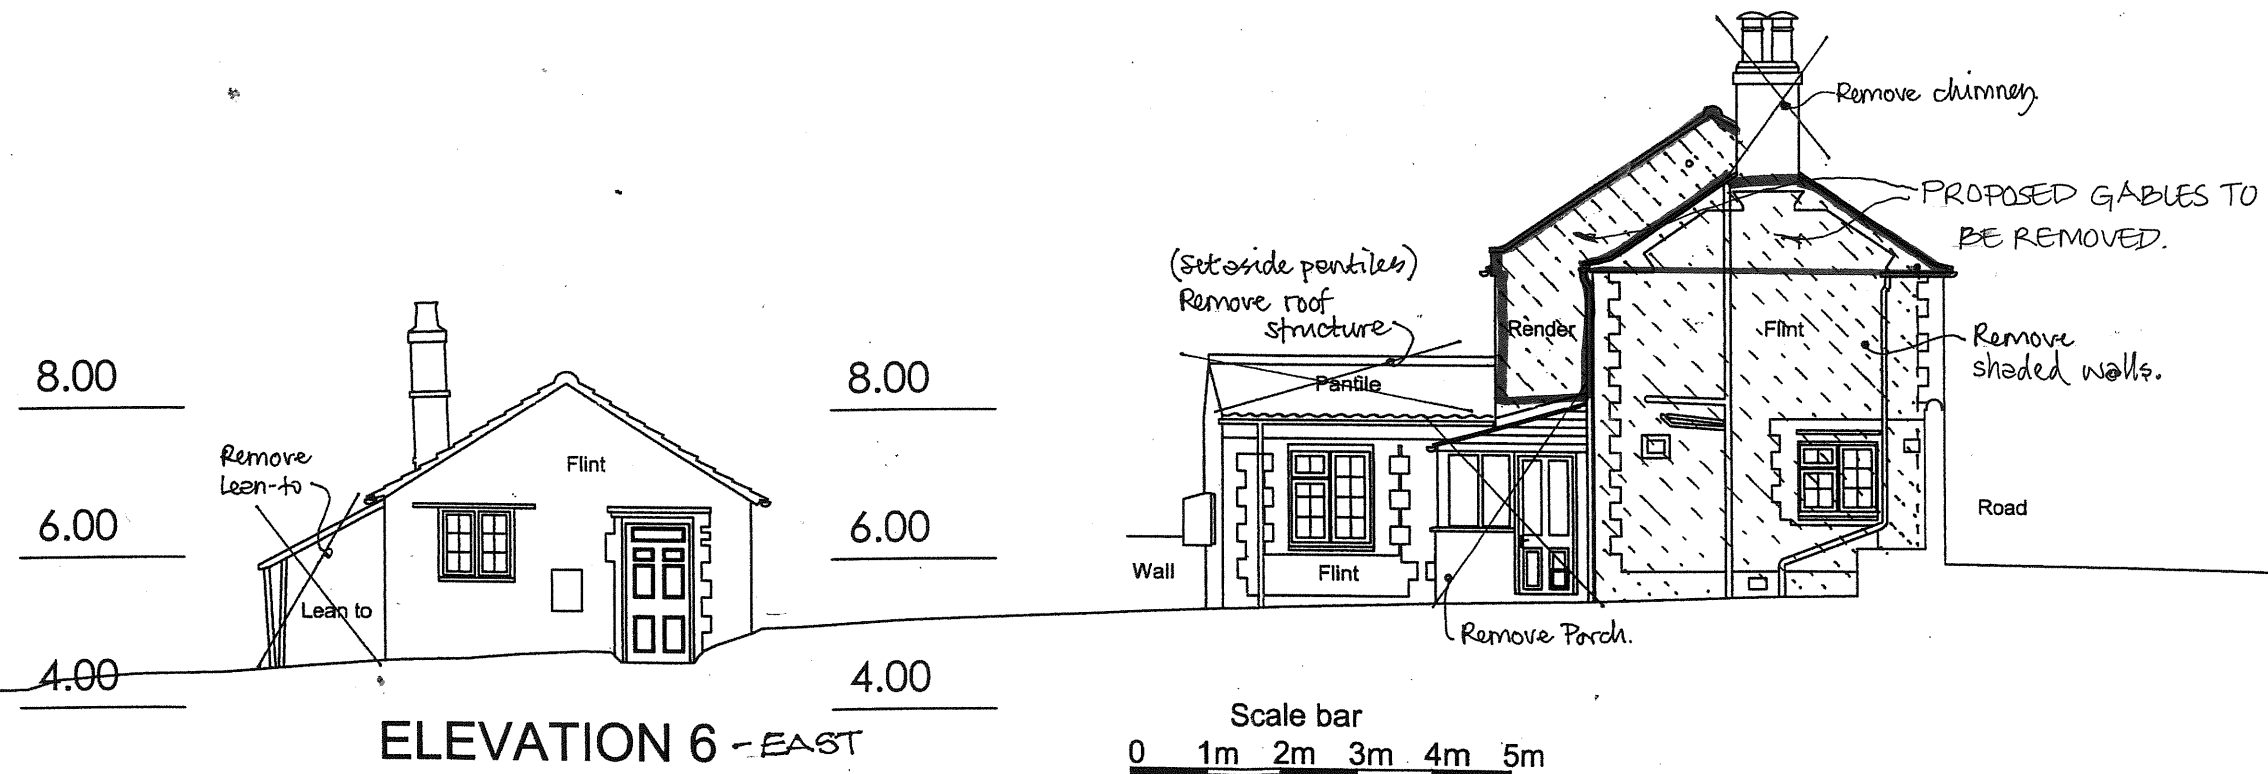 Remove chimney.
PROPOSED GABLES TO
BE REMOVED.
(Set aside pantiles)
Remove roof
structure
Render
Flint
Remove
shaded walls.
8.00
8.00
Pantile
Remove
Lean-to
Flint
6.00
6.00
Road
Wall
Flint
Lean to
Remove Porch.
4.00
4.00
ELEVATION 6 - EAST
Scale bar
0 1m 2m 3m 4m 5m